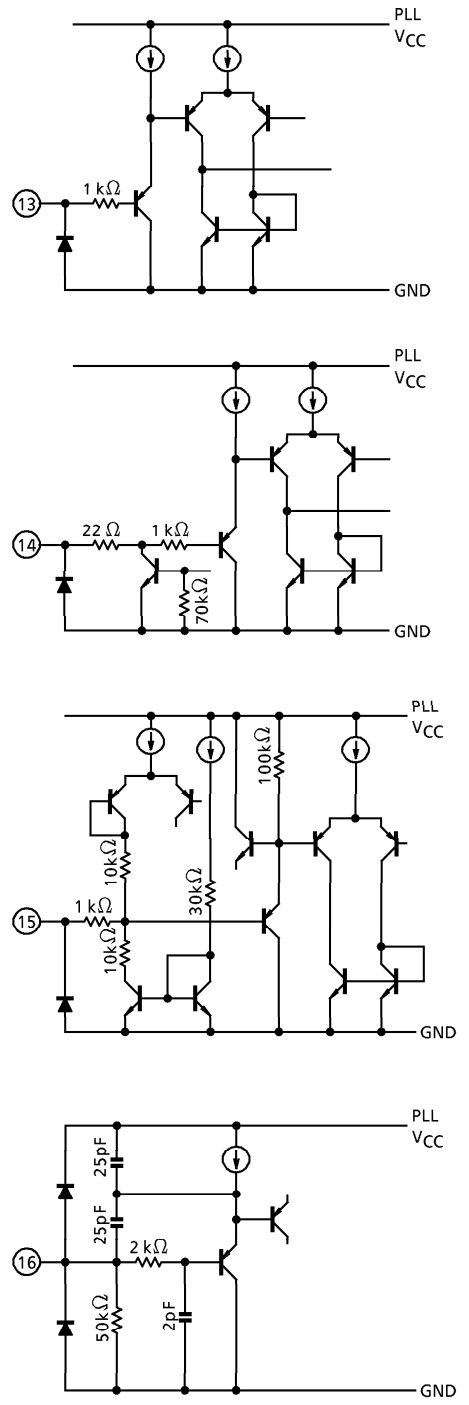 PLL
VCC
1 kΩ
13
GND
PLL
VCC
22 Ω
1 kΩ
14
70kΩ
GND
PLL
VCC
100kΩ
10kΩ
30kΩ
1 kΩ
15
10kΩ
GND
PLL
VCC
25pF
25pF
2 kΩ
16
50kΩ
2pF
GND